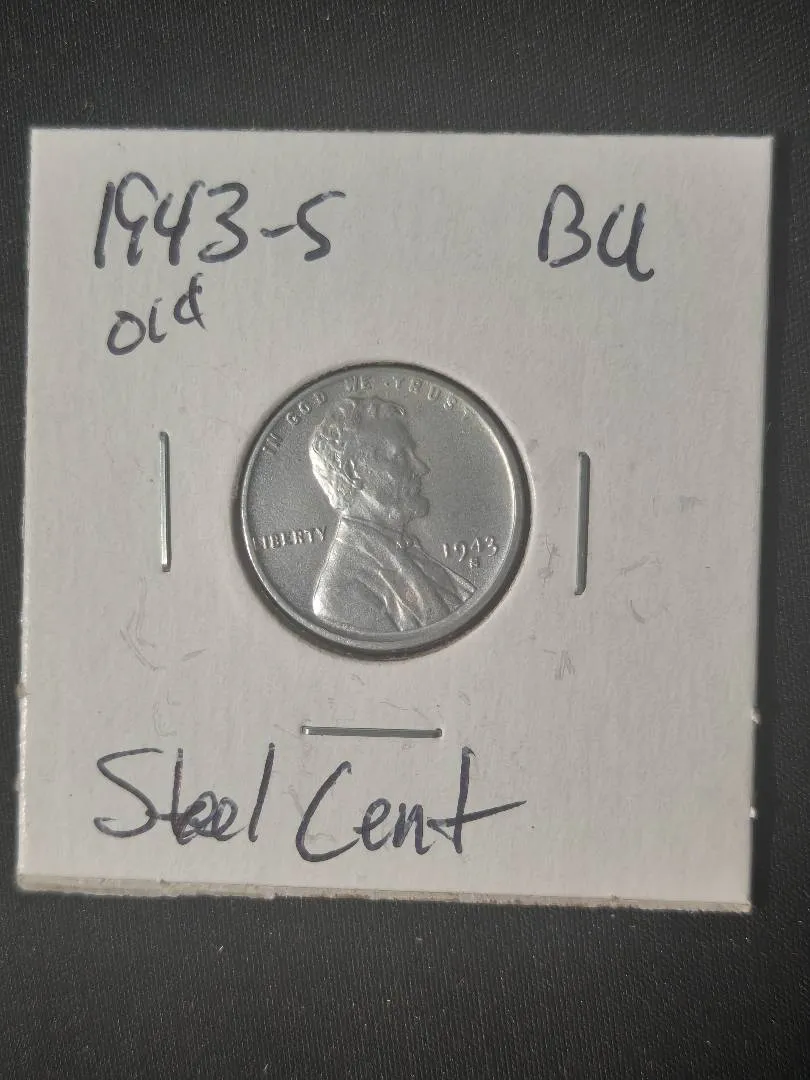 1943-S BU
old
IN GOD WE TRUST
LIBERTY 1943
S
Steel Cent